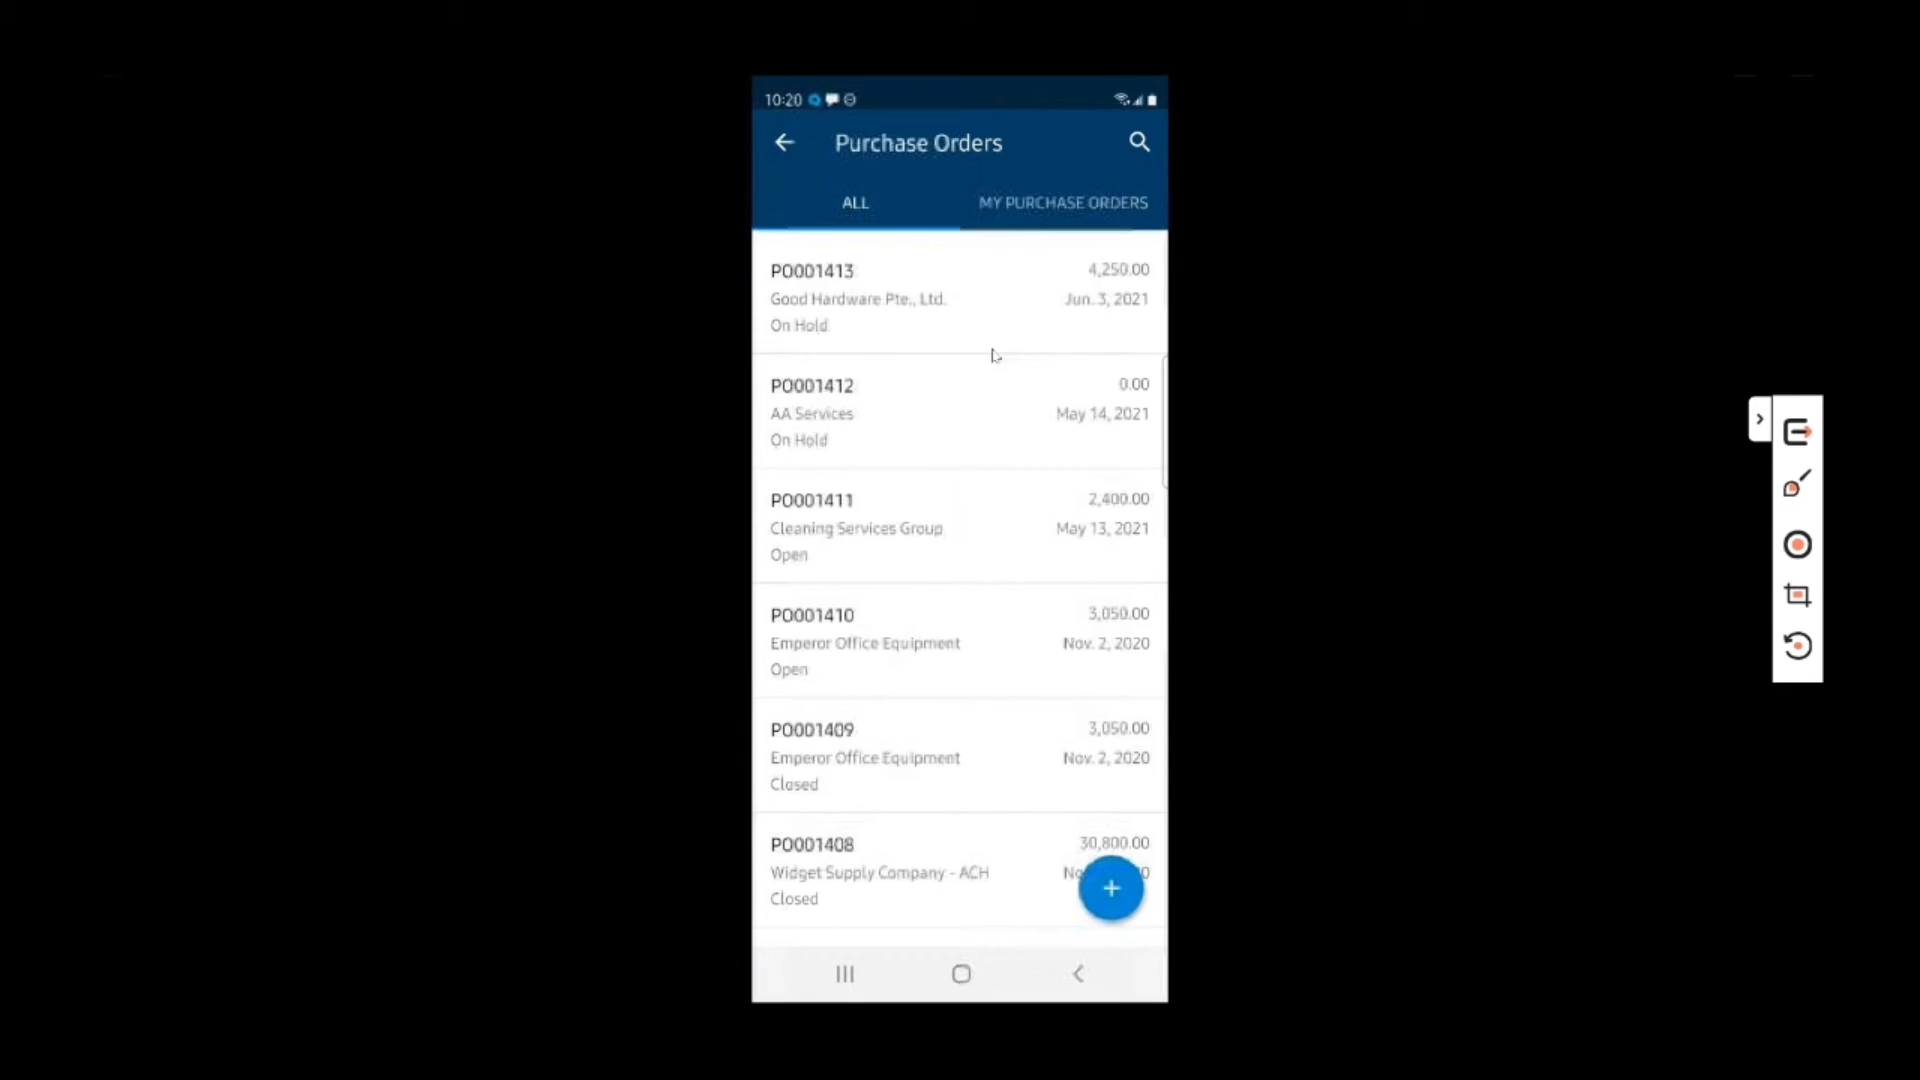 10:20
Purchase Orders
ALL
MY PURCHASE ORDERS
PO001413
4,250.00
Good Hardware Pte., Ltd.
Jun. 3, 2021
On Hold
PO001412
0.00
AA Services
May 14, 2021
On Hold
PO001411
2,400.00
Cleaning Services Group
May 13, 2021
Open
PO001410
3,050.00
Emperor Office Equipment
Nov. 2, 2020
Open
PO001409
3,050.00
Emperor Office Equipment
Nov. 2, 2020
Closed
PO001408
30,800.00
Widget Supply Company - ACH
Closed